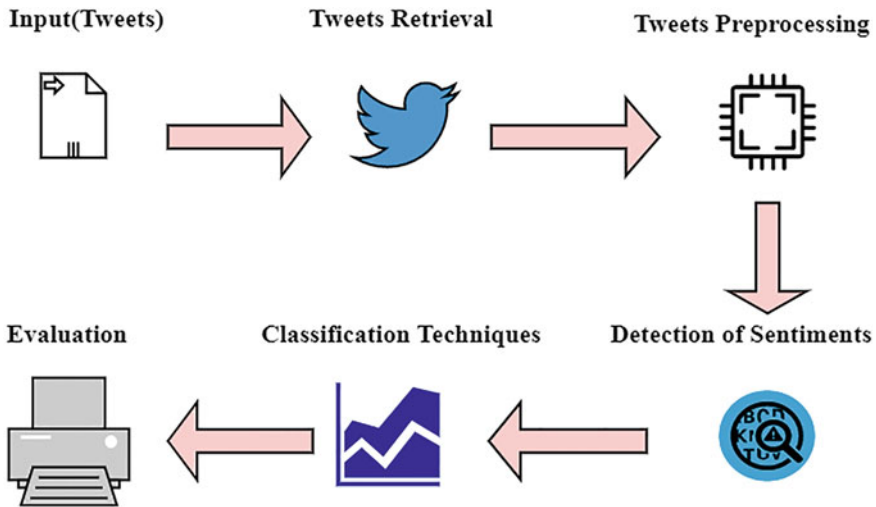 Input(Tweets)
Tweets Retrieval
Tweets Preprocessing
Evaluation
Classification Techniques
Detection of Sentiments